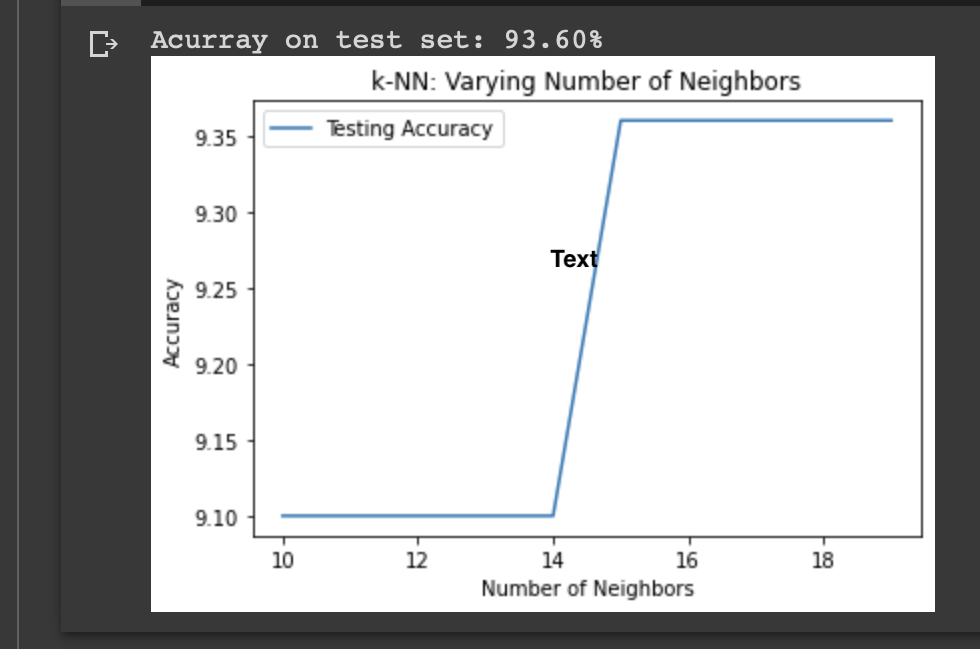 Acurray on test set: 93.60%
k-NN: Varying Number of Neighbors
Testing Accuracy
9.35
9.30
Text
9.25
9.20
9.15
9.10
Accuracy
10 12 14 16 18
Number of Neighbors